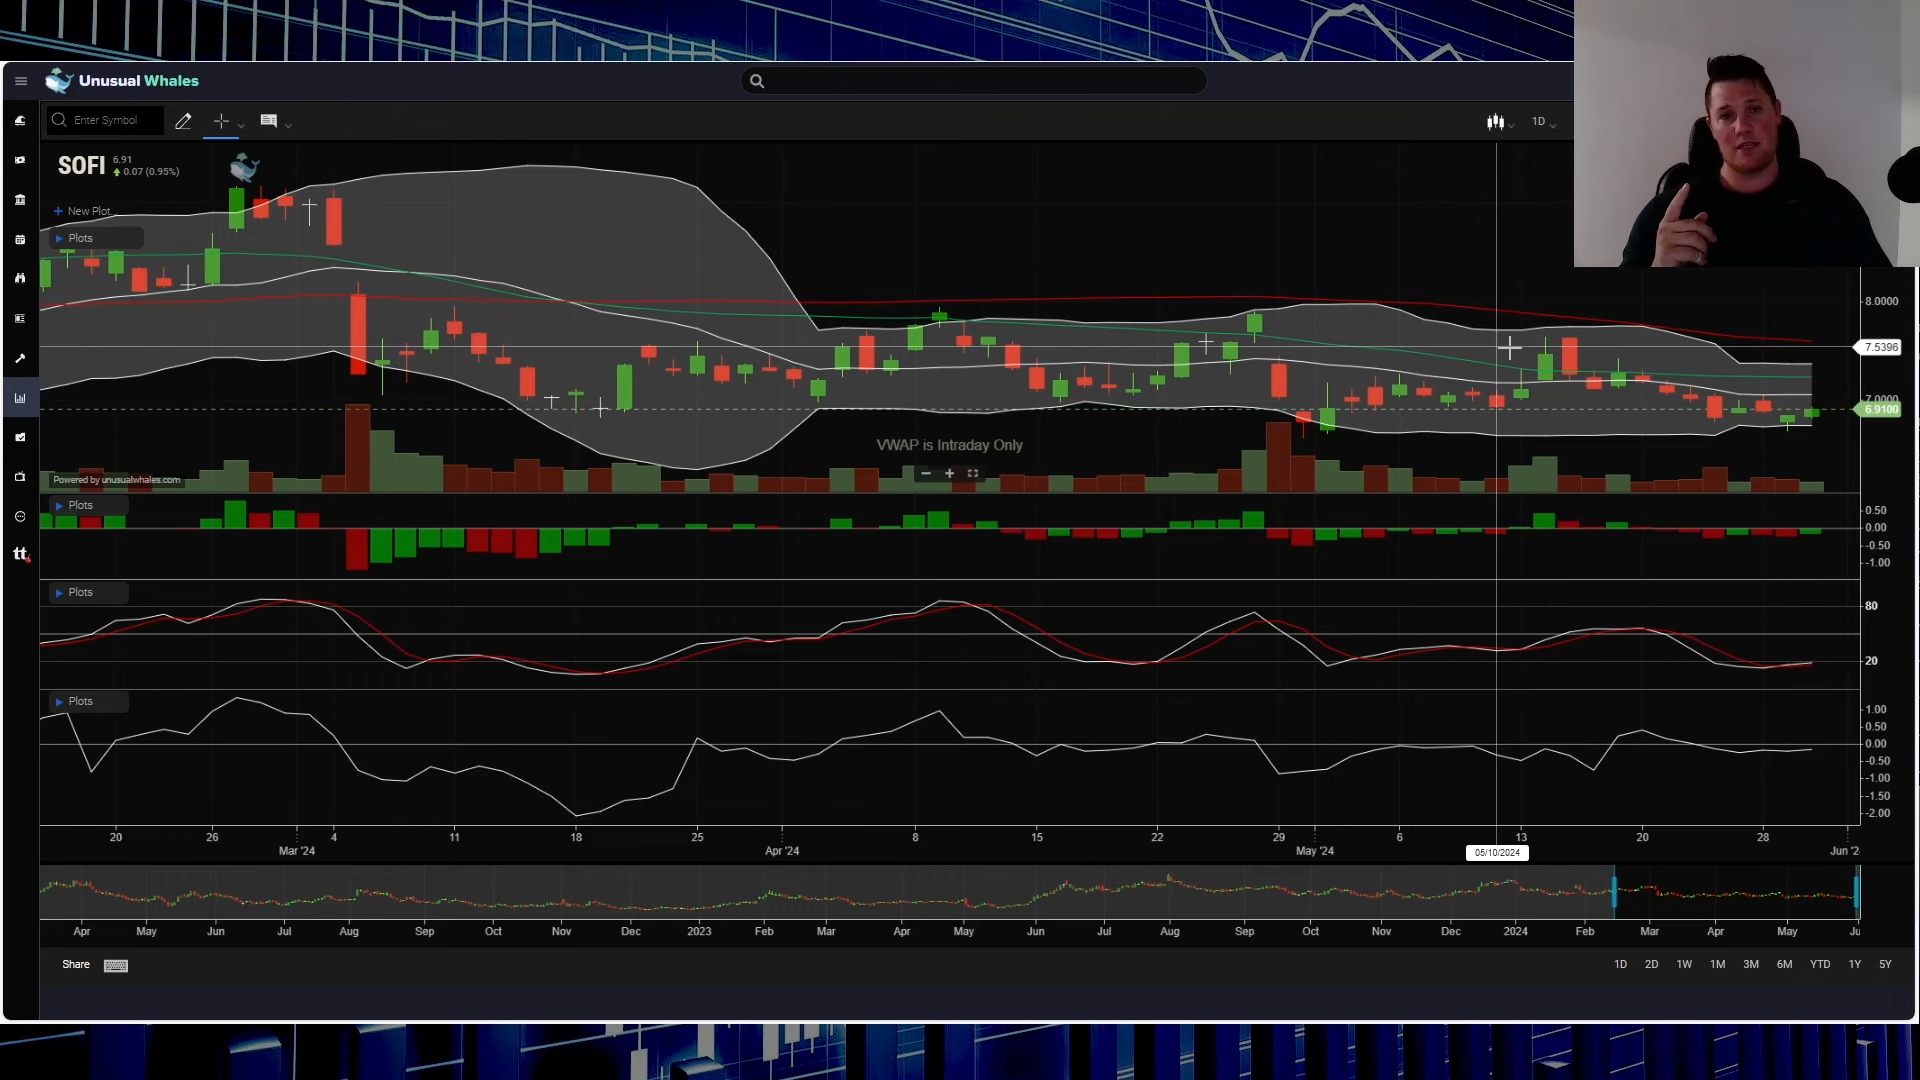 Unusual Whales
Enter Symbol
1D
SOFI 6.91
0.07 (0.95%)
+ New Plot...
Plots
8.0000
7.5396
7.0000
6.9100
VWAP is Intraday Only
Powered by unusualwhales.com
Plots
0.50
0.00
-0.50
-1.00
Plots
80
20
Plots
1.00
0.50
0.00
-0.50
-1.00
-1.50
-2.00
20 26 4 11 18 25 8 15 22 29 6 13 20 28
Mar '24 Apr '24 May '24 05/10/2024 Jun '2
Apr May Jun Jul Aug Sep Oct Nov Dec 2023 Feb Mar Apr May Jun Jul Aug Sep Oct Nov Dec 2024 Feb Mar Apr May Ju
Share 1D 2D 1W 1M 3M 6M YTD 1Y 5Y
tt